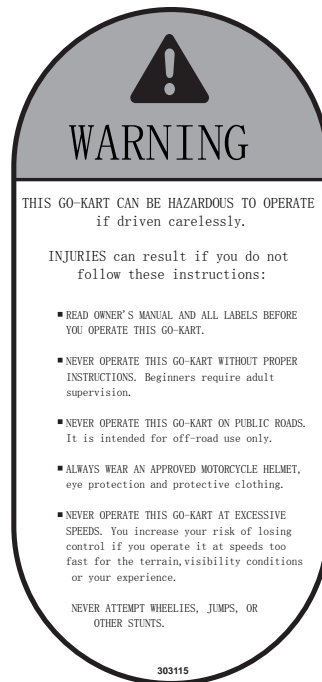 WARNING
THIS GO-KART CAN BE HAZARDOUS TO OPERATE
if driven carelessly.
INJURIES can result if you do not
follow these instructions:
■ READ OWNER'S MANUAL AND ALL LABELS BEFORE
YOU OPERATE THIS GO-KART.
■ NEVER OPERATE THIS GO-KART WITHOUT PROPER
INSTRUCTIONS. Beginners require adult
supervision.
■ NEVER OPERATE THIS GO-KART ON PUBLIC ROADS.
It is intended for off-road use only.
■ ALWAYS WEAR AN APPROVED MOTORCYCLE HELMET,
eye protection and protective clothing.
■ NEVER OPERATE THIS GO-KART AT EXCESSIVE
SPEEDS. You increase your risk of losing
control if you operate it at speeds too
fast for the terrain, visibility conditions
or your experience.
NEVER ATTEMPT WHEELIES, JUMPS, OR
OTHER STUNTS.
303115